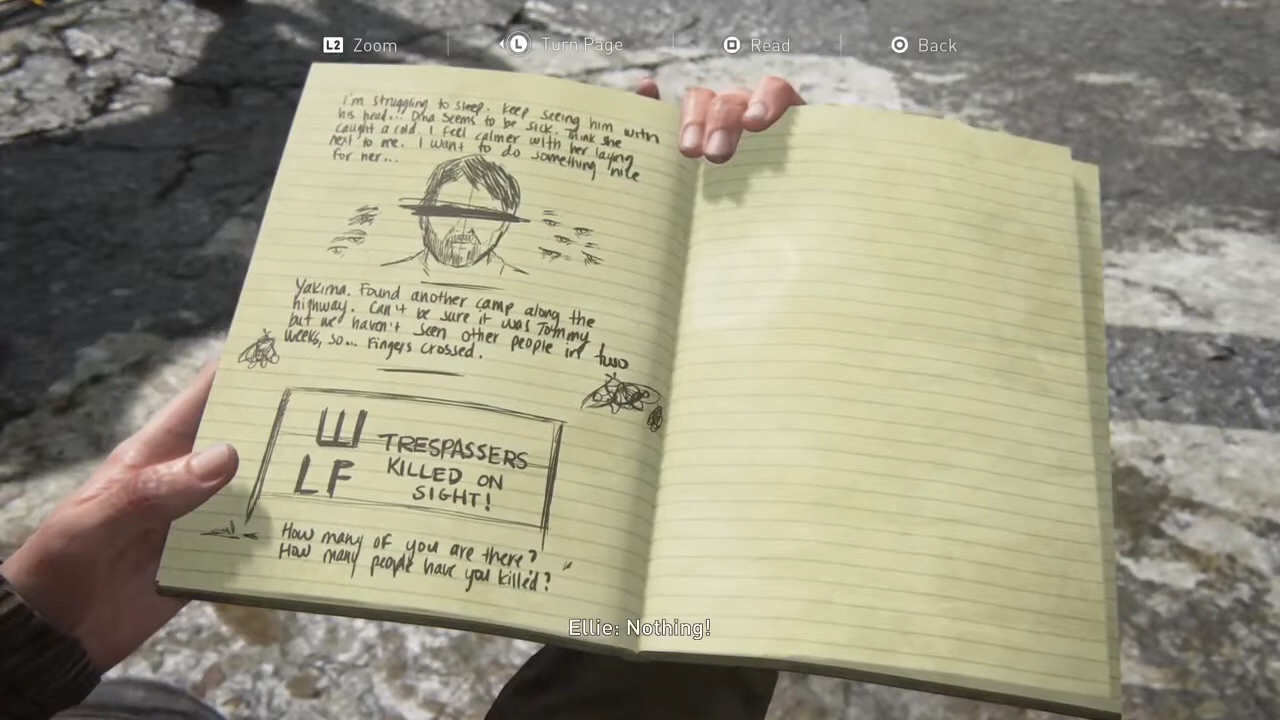 L2 Zoom
L Turn Page
Read
Back
I'm struggling to sleep. Keep seeing him with
his head... Dina seems to be sick. Think she
caught a cold. I feel calmer with her laying
next to me. I want to do something nice
for her...
Yakima. Found another camp along the
highway. Can't be sure it was Tommy
but we haven't seen other people in two
weeks, so... Fingers crossed.
W TRESPASSERS
LF KILLED ON
SIGHT!
How many of you are there?
How many people have you killed?
Ellie: Nothing!